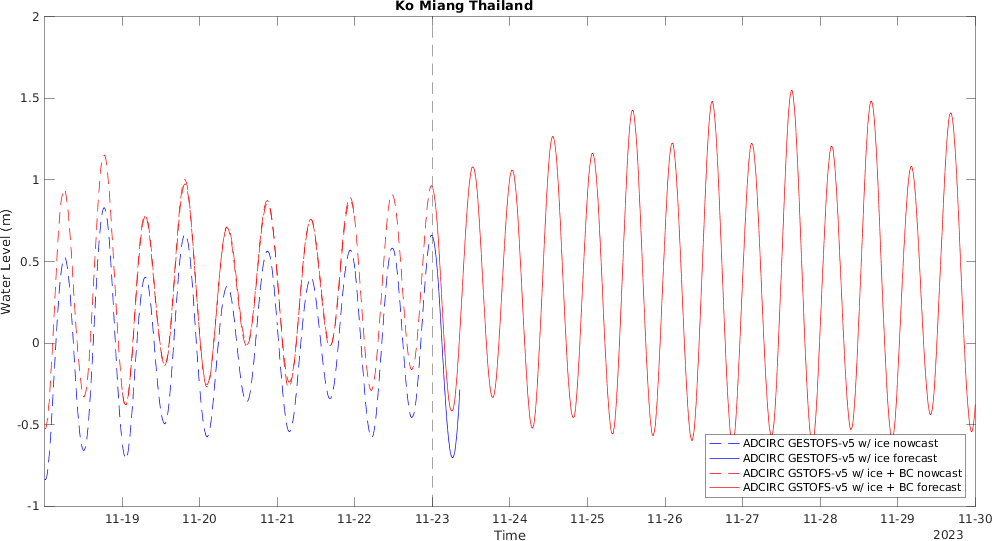 Ko Miang Thailand
2
1.5
1
0.5
0
-0.5
-1
Water Level (m)
ADCIRC GESTOFS-v5 w/ ice nowcast
ADCIRC GESTOFS-v5 w/ ice forecast
ADCIRC GSTOFS-v5 w/ ice + BC nowcast
ADCIRC GSTOFS-v5 w/ ice + BC forecast
11-19 11-20 11-21 11-22 11-23 11-24 11-25 11-26 11-27 11-28 11-29 11-30
Time
2023